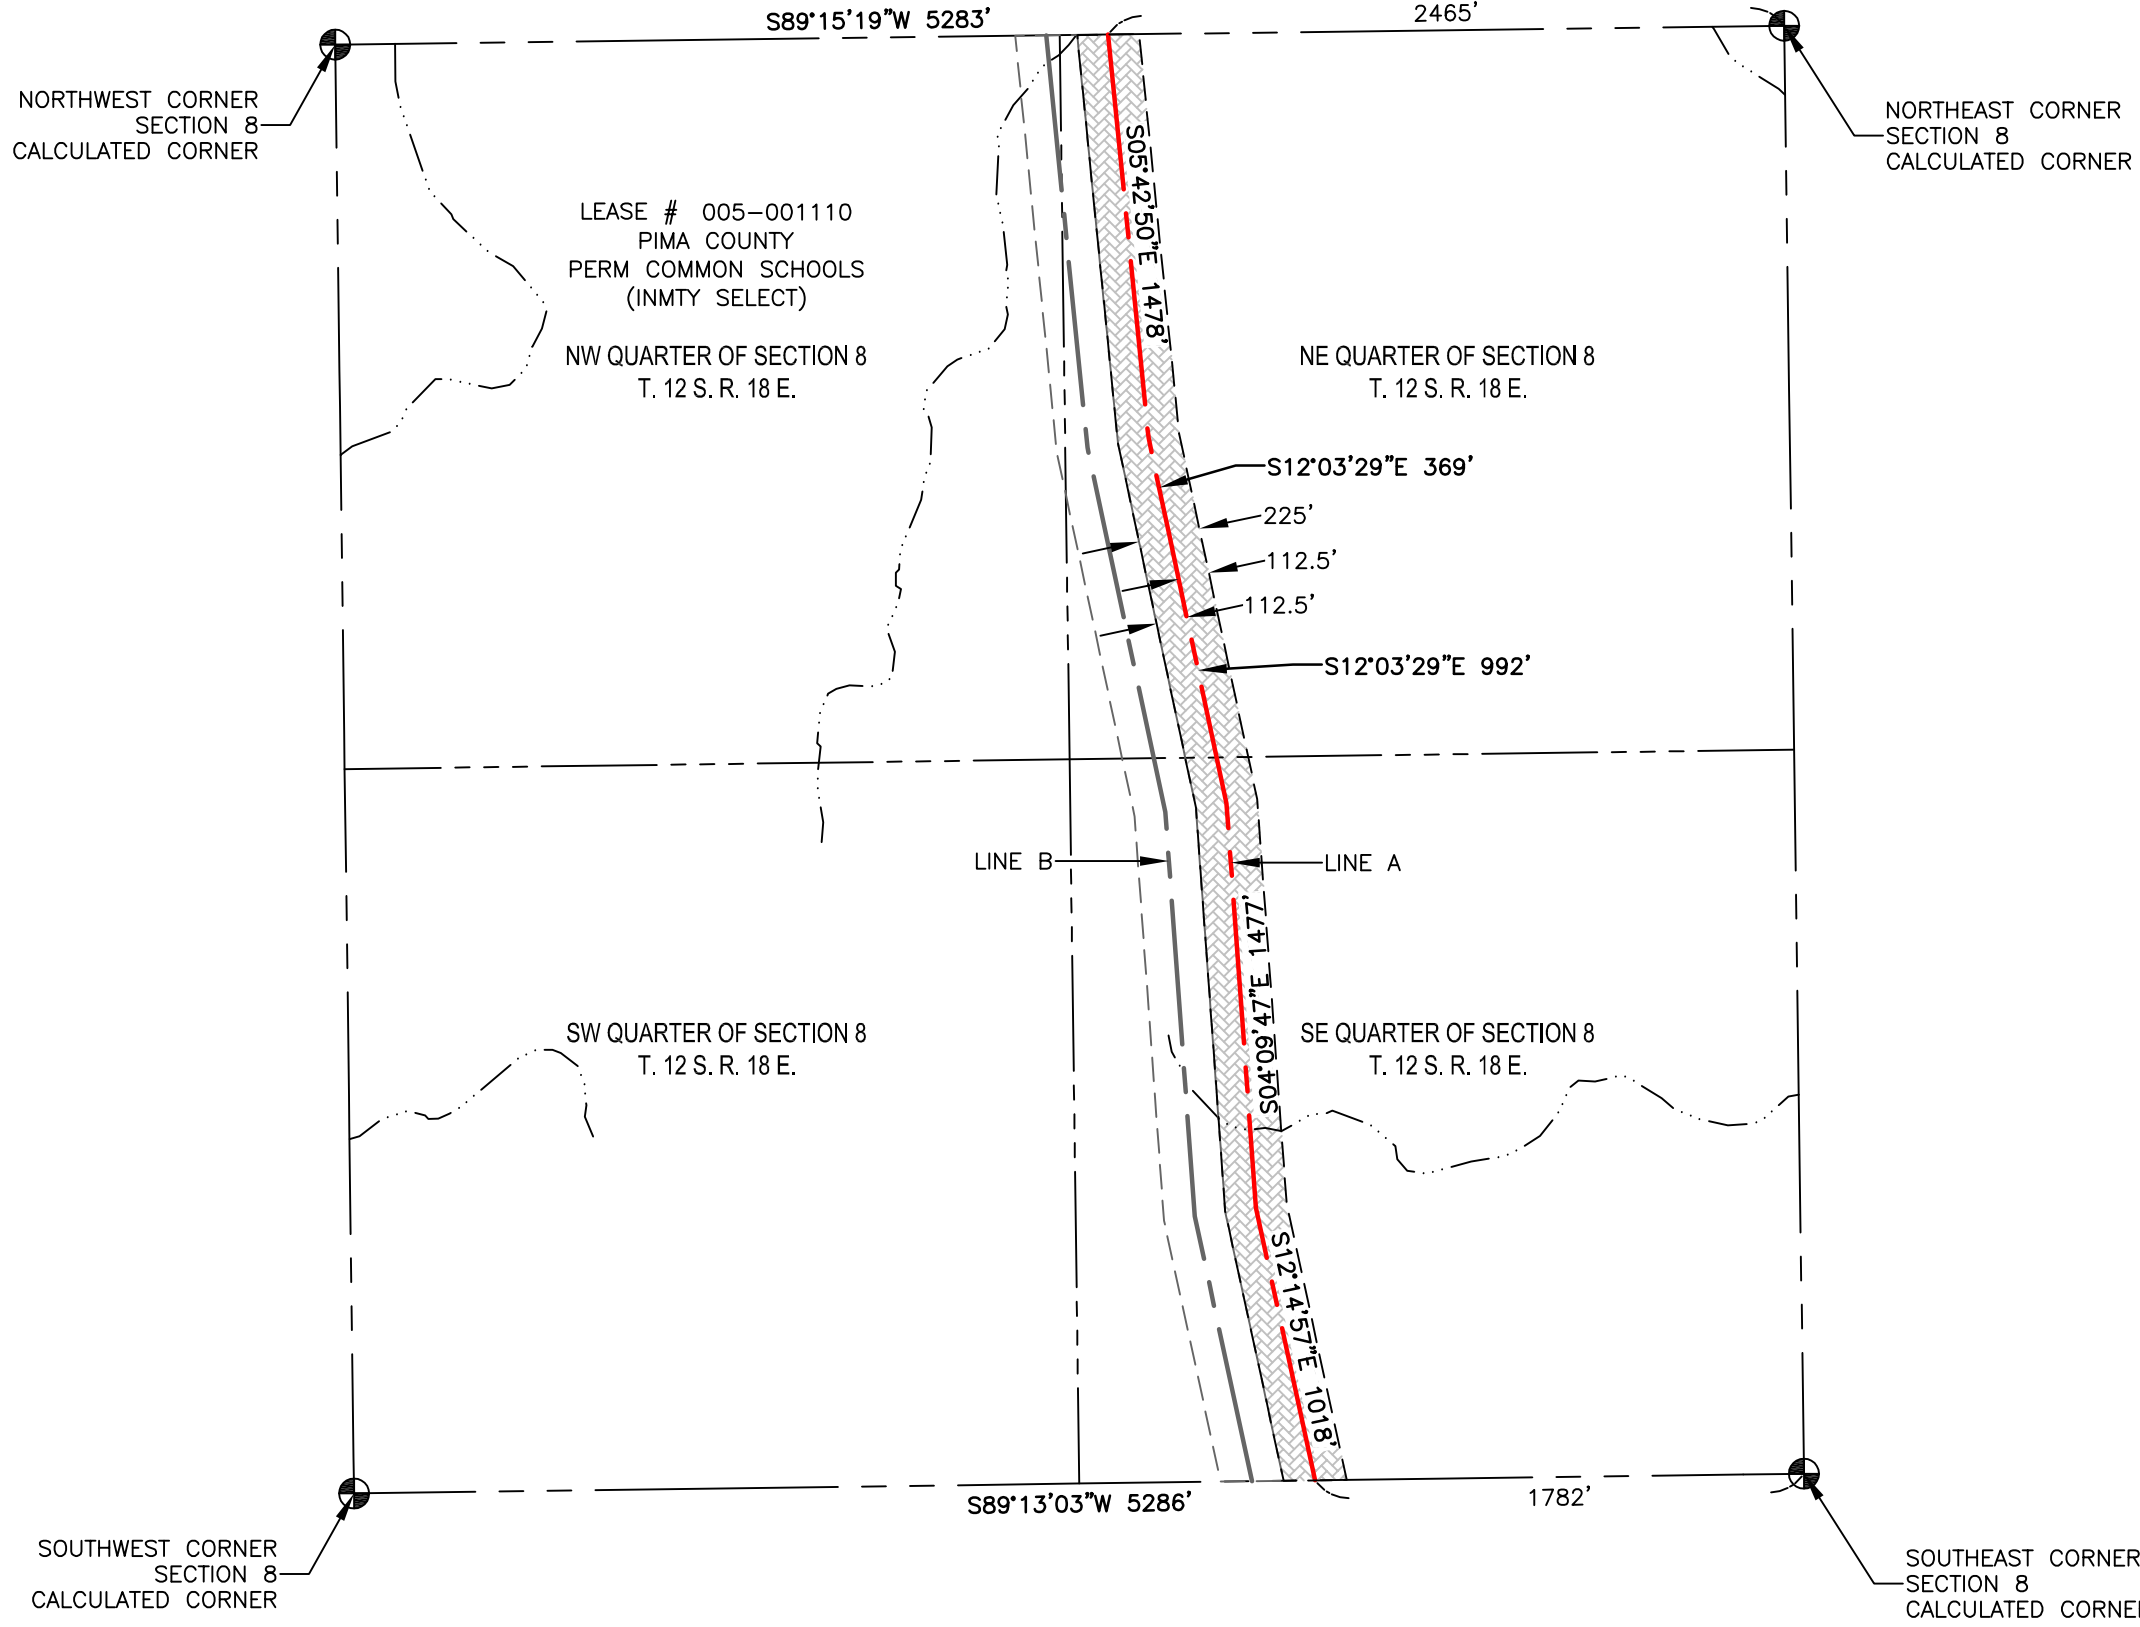 S89°15'19"W 5283'
2465'
NORTHWEST CORNER
SECTION 8
CALCULATED CORNER
NORTHEAST CORNER
SECTION 8
CALCULATED CORNER
S05°42'50"E 1478'
LEASE # 005-001110
PIMA COUNTY
PERM COMMON SCHOOLS
(INMTY SELECT)
NW QUARTER OF SECTION 8
T. 12 S. R. 18 E.
NE QUARTER OF SECTION 8
T. 12 S. R. 18 E.
S12°03'29"E 369'
225'
112.5'
112.5'
S12°03'29"E 992'
LINE B
LINE A
S04°09'47"E 1477'
SW QUARTER OF SECTION 8
T. 12 S. R. 18 E.
SE QUARTER OF SECTION 8
T. 12 S. R. 18 E.
S12°14'57"E 1018'
S89°13'03"W 5286'
1782'
SOUTHWEST CORNER
SECTION 8
CALCULATED CORNER
SOUTHEAST CORNER
SECTION 8
CALCULATED CORNER